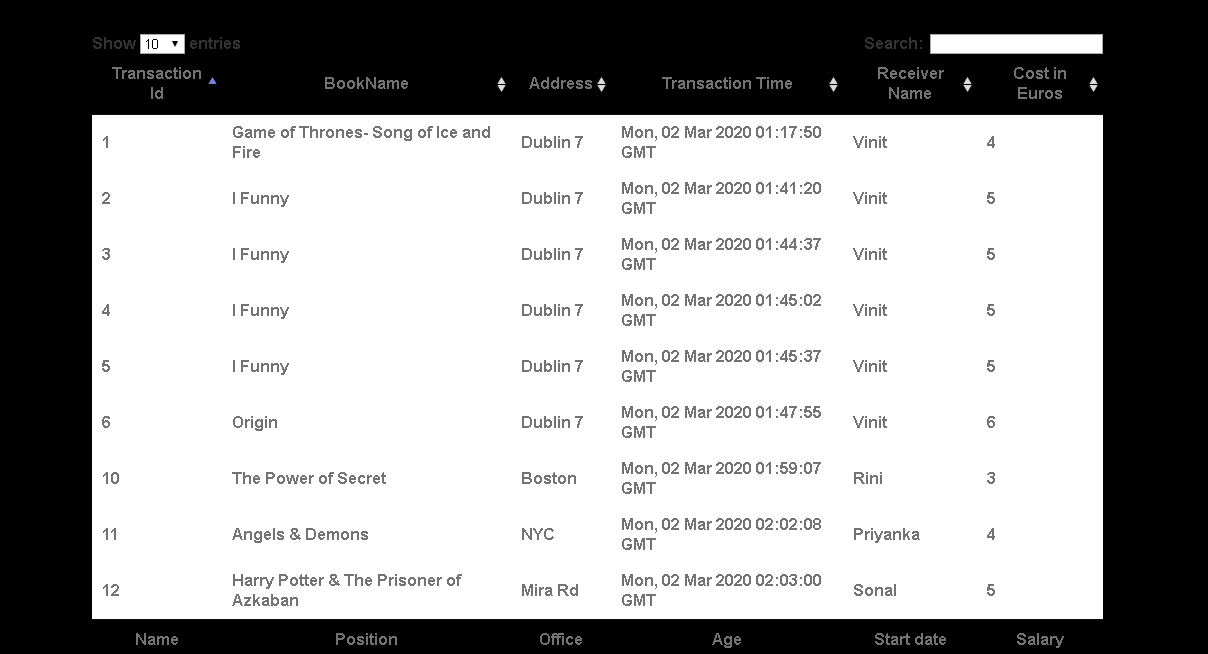 Show 10 entries Search:
Transaction Id BookName Address Transaction Time Receiver Name Cost in Euros
1 Game of Thrones- Song of Ice and Fire Dublin 7 Mon, 02 Mar 2020 01:17:50 GMT Vinit 4
2 I Funny Dublin 7 Mon, 02 Mar 2020 01:41:20 GMT Vinit 5
3 I Funny Dublin 7 Mon, 02 Mar 2020 01:44:37 GMT Vinit 5
4 I Funny Dublin 7 Mon, 02 Mar 2020 01:45:02 GMT Vinit 5
5 I Funny Dublin 7 Mon, 02 Mar 2020 01:45:37 GMT Vinit 5
6 Origin Dublin 7 Mon, 02 Mar 2020 01:47:55 GMT Vinit 6
10 The Power of Secret Boston Mon, 02 Mar 2020 01:59:07 GMT Rini 3
11 Angels & Demons NYC Mon, 02 Mar 2020 02:02:08 GMT Priyanka 4
12 Harry Potter & The Prisoner of Azkaban Mira Rd Mon, 02 Mar 2020 02:03:00 GMT Sonal 5
Name Position Office Age Start date Salary